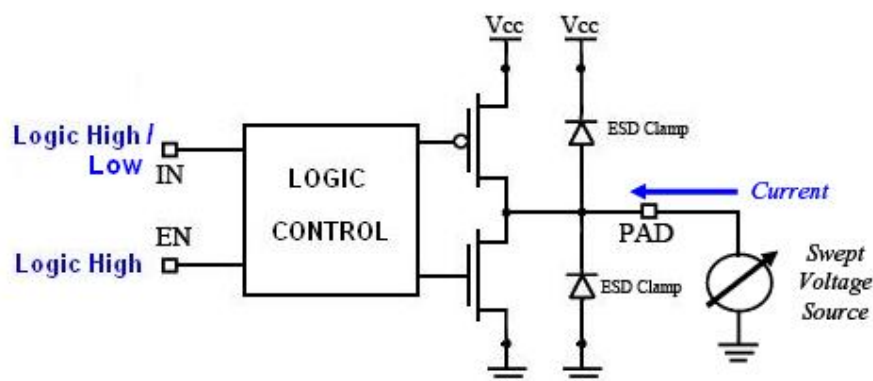 Vcc
Vcc
Logic High /
Low
IN
EN
Logic High
LOGIC
CONTROL
ESD Clamp
ESD Clamp
Current
PAD
Swept
Voltage
Source